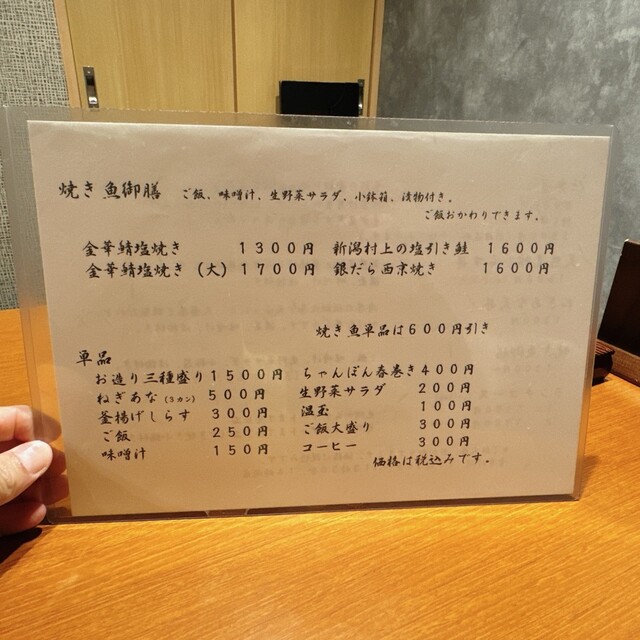 焼き魚御膳 ご飯、味噌汁、生野菜サラダ、小鉢箱、漬物付き。
ご飯おかわりできます。
金華鯖塩焼き 1300円 新潟村上の塩引き鮭 1600円
金華鯖塩焼き (大) 1700円 銀だら西京焼き 1600円
焼き魚単品は600円引き
単品
お造り三種盛り 1500円 ちゃんぽん春巻き 400円
ねぎあな (3カン) 500円 生野菜サラダ 200円
釜揚げしらす 300円 温玉 100円
ご飯 250円 ご飯大盛り 300円
味噌汁 150円 コーヒー 300円
価格は税込みです。